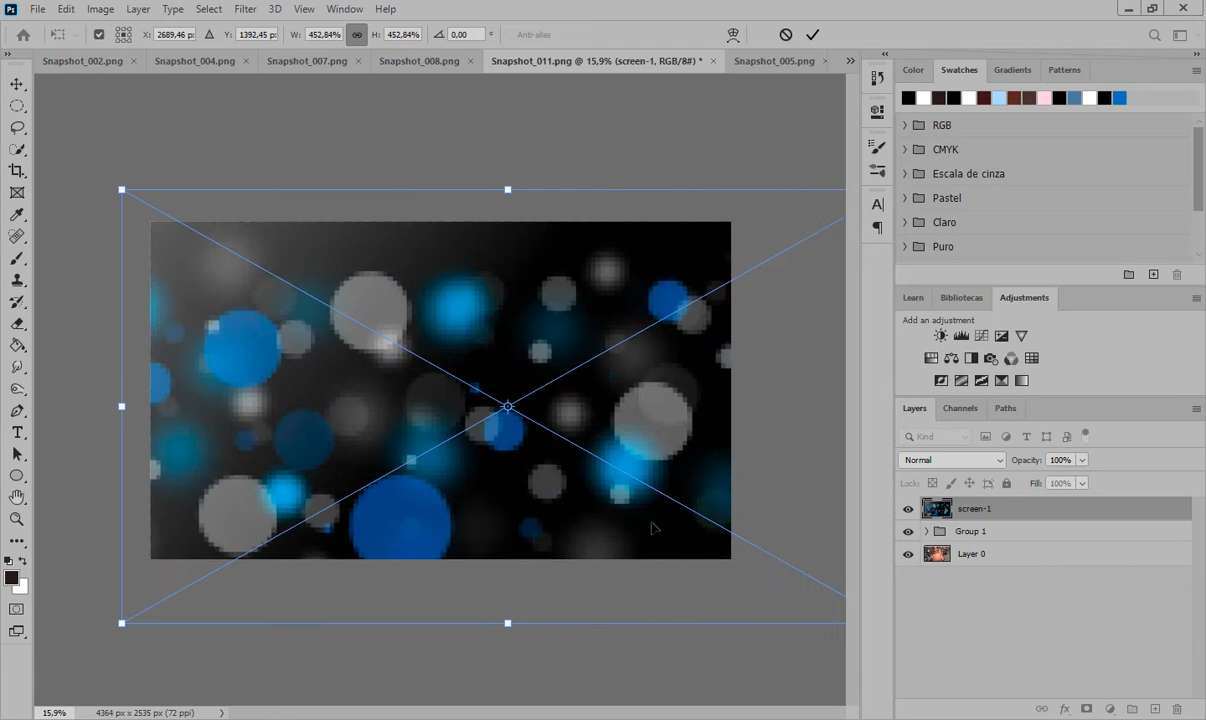 Ps File Edit Image Layer Type Select Filter 3D View Window Help
X: 2689,46 px Y: 1392,45 px W: 452,84% H: 452,84% 0,00 ° Anti-alias
Snapshot_002.png × Snapshot_004.png × Snapshot_007.png × Snapshot_008.png × Snapshot_011.png @ 15,9% (screen-1, RGB/8#) * × Snapshot_005.png ×
Color Swatches Gradients Patterns
RGB
CMYK
Escala de cinza
Pastel
Claro
Puro
Learn Bibliotecas Adjustments
Add an adjustment
Layers Channels Paths
Kind
Normal Opacity: 100%
Lock: Fill: 100%
screen-1
Group 1
Layer 0
15,9% 4364 px x 2535 px (72 ppi)